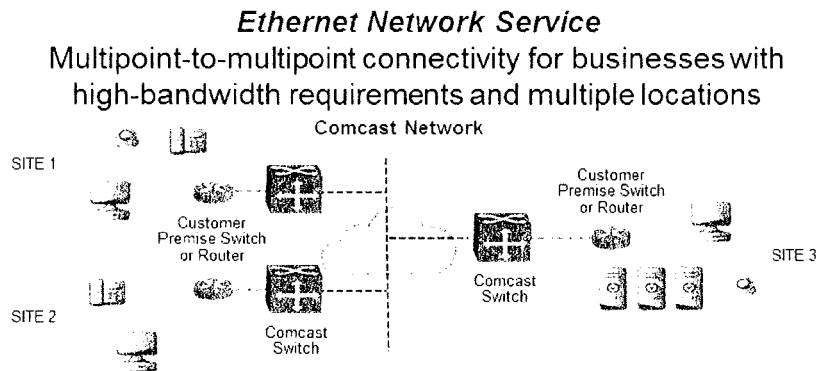 Ethernet Network Service
Multipoint-to-multipoint connectivity for businesses with
high-bandwidth requirements and multiple locations
Comcast Network
SITE 1
Customer
Premise Switch
or Router
SITE 2
Comcast
Switch
Comcast
Switch
Customer
Premise Switch
or Router
SITE 3